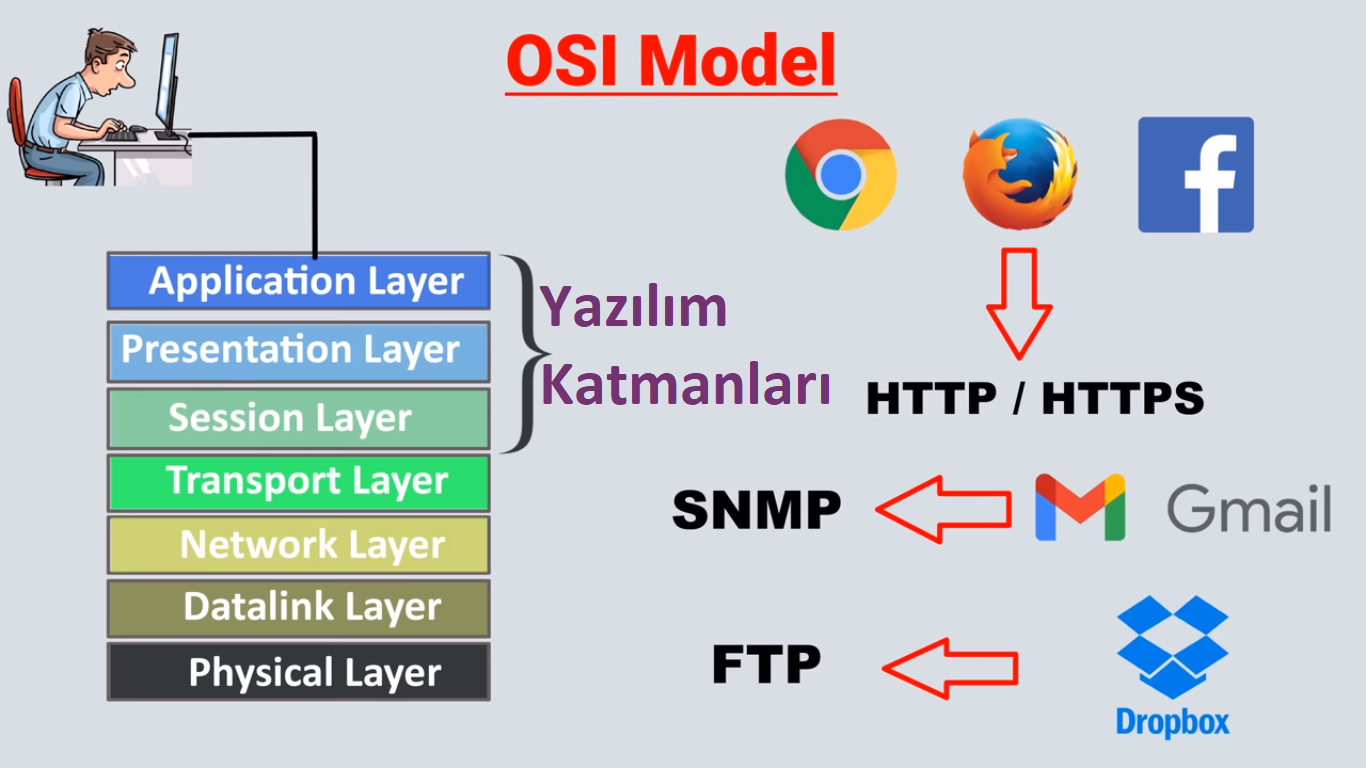 OSI Model
Application Layer
Presentation Layer
Session Layer
Transport Layer
Network Layer
Datalink Layer
Physical Layer
Yazılım
Katmanları
HTTP / HTTPS
SNMP
Gmail
FTP
Dropbox